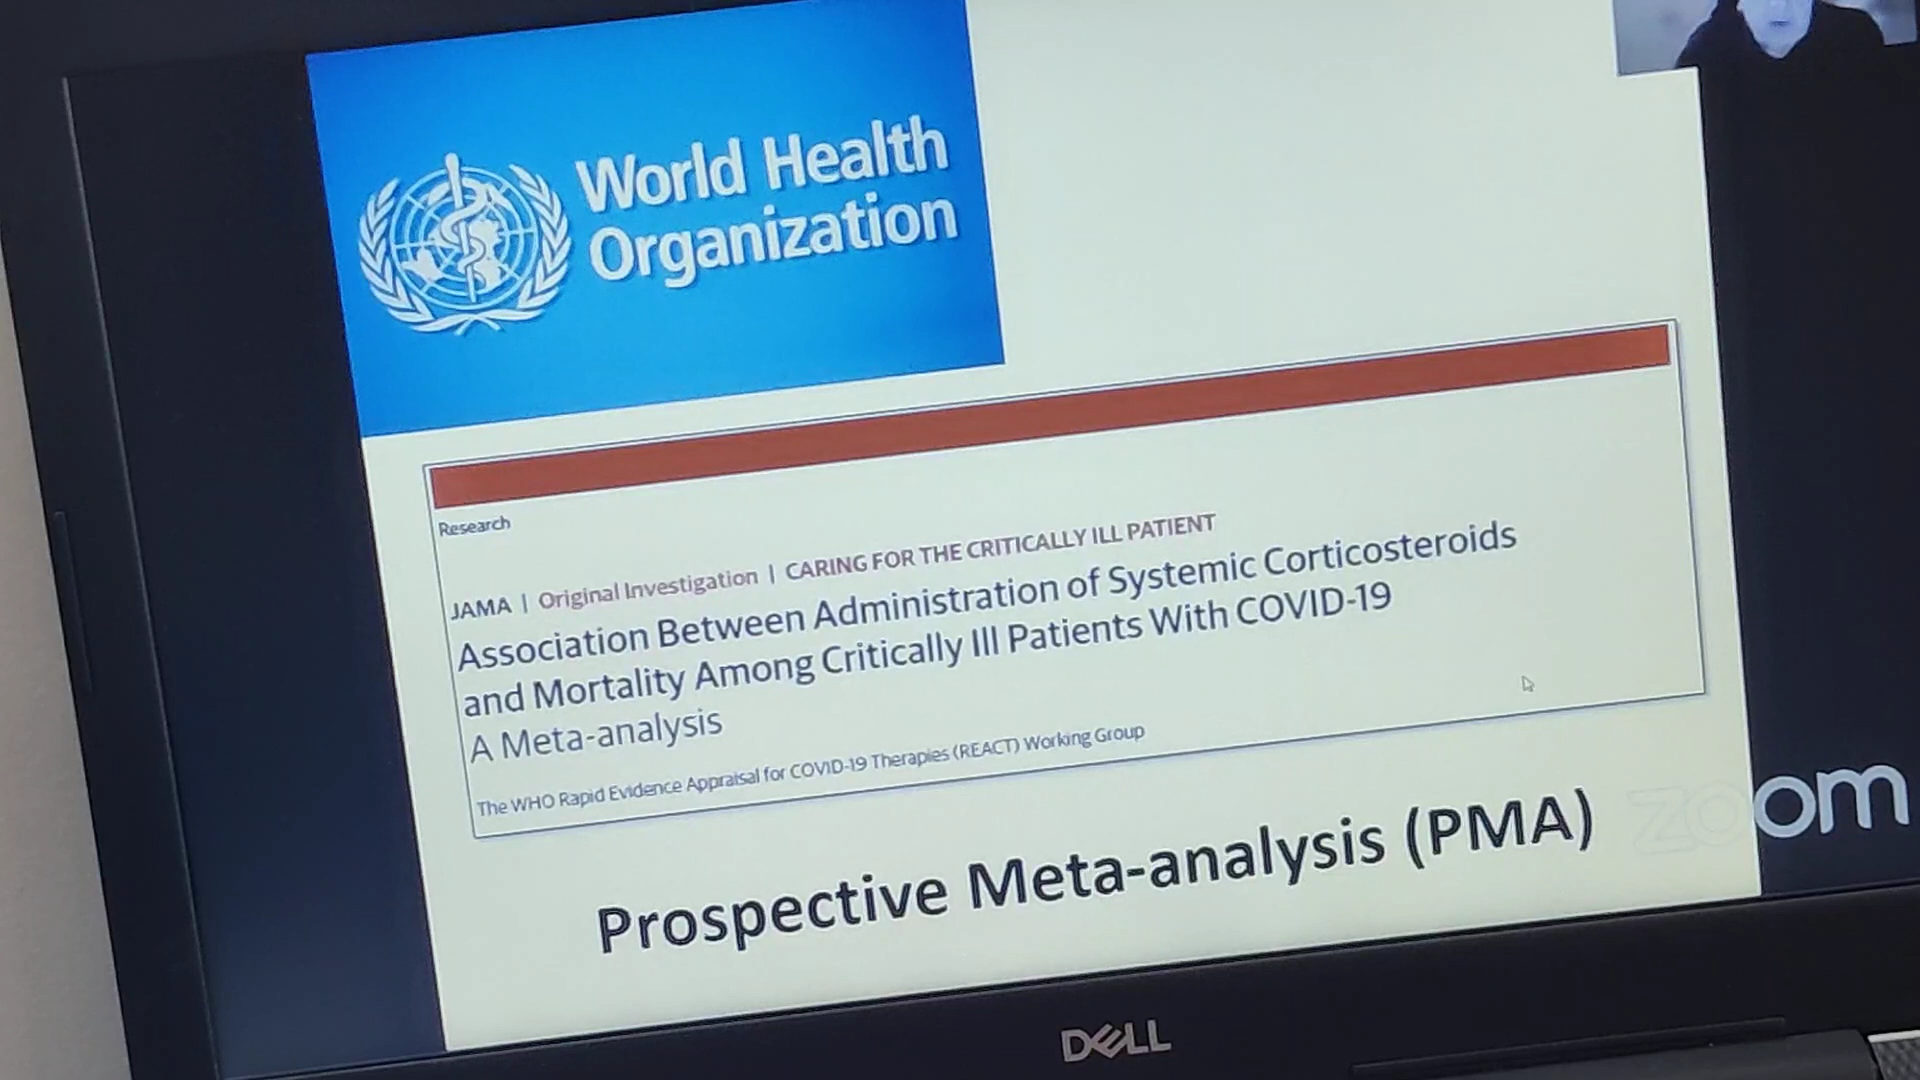 World Health
Organization
Research
JAMA | Original Investigation | CARING FOR THE CRITICALLY ILL PATIENT
Association Between Administration of Systemic Corticosteroids
and Mortality Among Critically Ill Patients With COVID-19
A Meta-analysis
The WHO Rapid Evidence Appraisal for COVID-19 Therapies (REACT) Working Group
Prospective Meta-analysis (PMA)
zoom
DELL